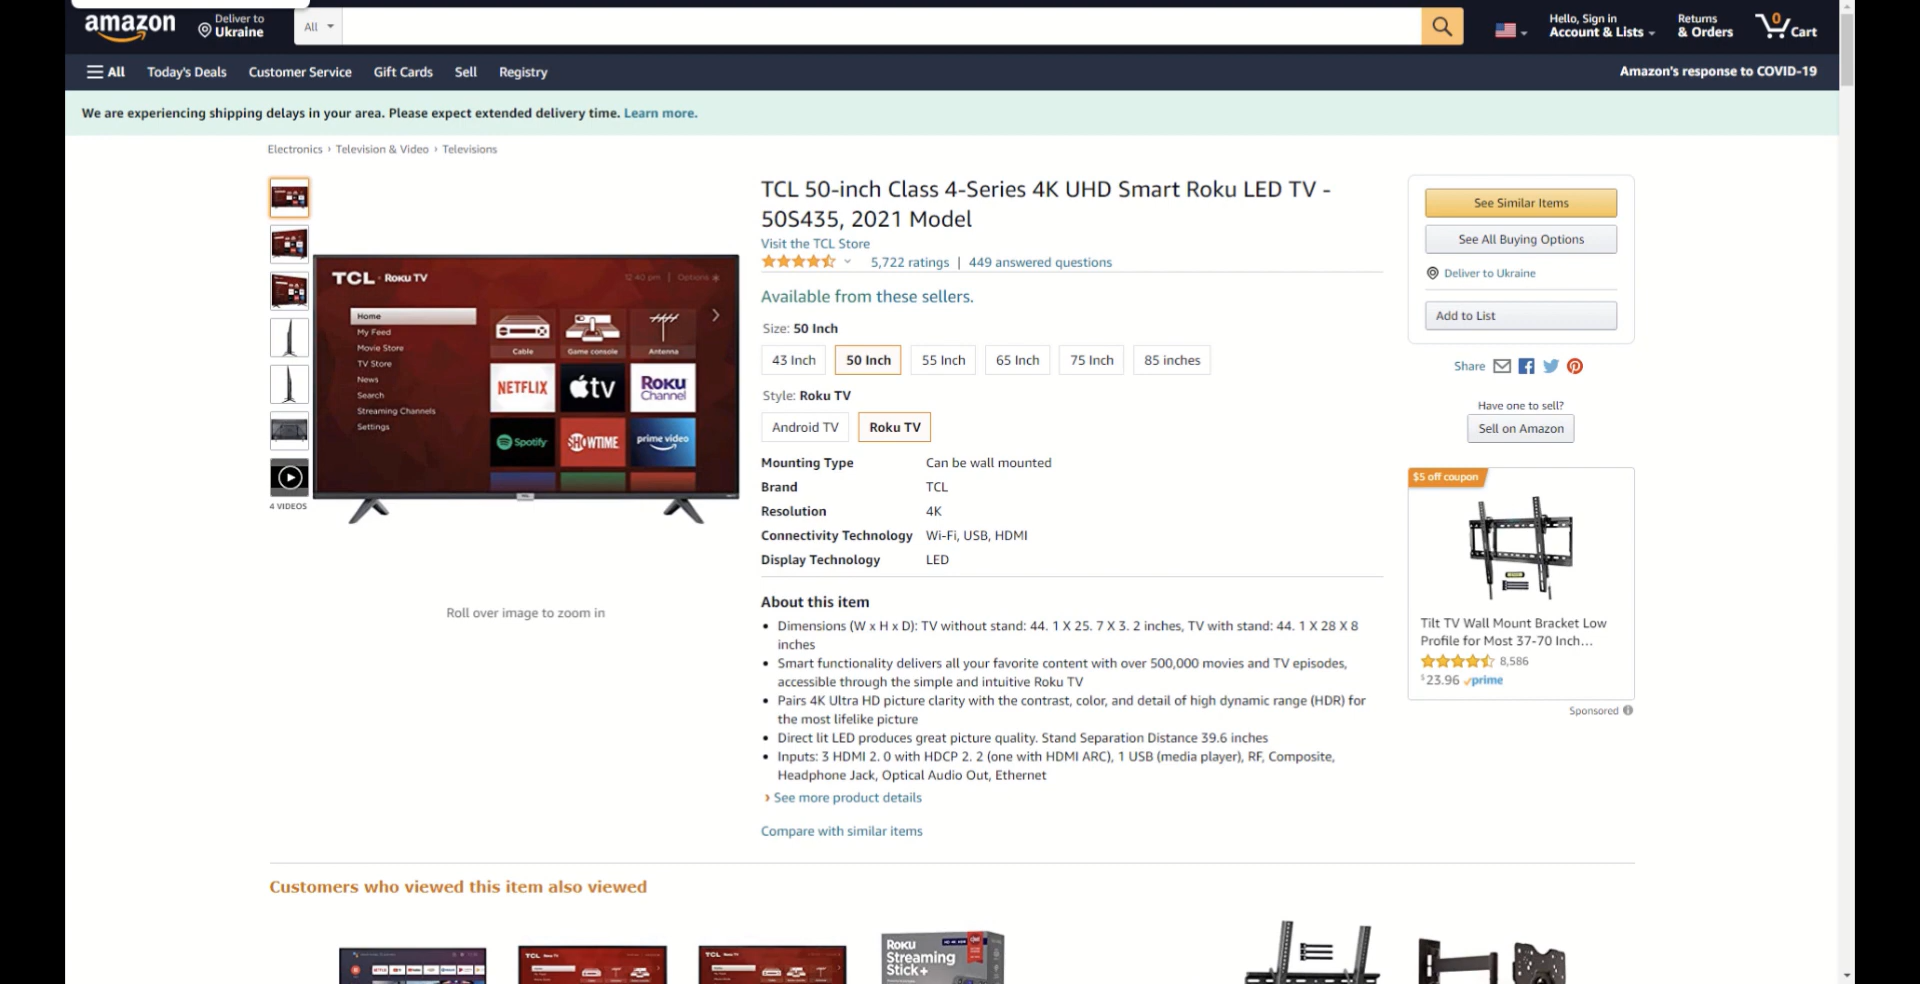 amazon
Deliver to
Ukraine
All
Hello, Sign in
Account & Lists
Returns
& Orders
0
Cart
All
Today's Deals
Customer Service
Gift Cards
Sell
Registry
Amazon's response to COVID-19
We are experiencing shipping delays in your area. Please expect extended delivery time. Learn more.
Electronics › Television & Video › Televisions
TCL 50-inch Class 4-Series 4K UHD Smart Roku LED TV -
50S435, 2021 Model
Visit the TCL Store
5,722 ratings | 449 answered questions
Available from these sellers.
Size: 50 Inch
43 Inch
50 Inch
55 Inch
65 Inch
75 Inch
85 inches
Style: Roku TV
Android TV
Roku TV
Mounting Type Can be wall mounted
Brand TCL
Resolution 4K
Connectivity Technology Wi-Fi, USB, HDMI
Display Technology LED
About this item
• Dimensions (W x H x D): TV without stand: 44. 1 X 25. 7 X 3. 2 inches, TV with stand: 44. 1 X 28 X 8
inches
• Smart functionality delivers all your favorite content with over 500,000 movies and TV episodes,
accessible through the simple and intuitive Roku TV
• Pairs 4K Ultra HD picture clarity with the contrast, color, and detail of high dynamic range (HDR) for
the most lifelike picture
• Direct lit LED produces great picture quality. Stand Separation Distance 39.6 inches
• Inputs: 3 HDMI 2. 0 with HDCP 2. 2 (one with HDMI ARC), 1 USB (media player), RF, Composite,
Headphone Jack, Optical Audio Out, Ethernet
› See more product details
Compare with similar items
TCL · Roku TV
12:40 pm | Options
Home
My Feed
Movie Store
TV Store
News
Search
Streaming Channels
Settings
Cable
Game console
Antenna
NETFLIX
tv
Roku
Channel
Spotify
SHOWTIME
prime video
4 VIDEOS
Roll over image to zoom in
See Similar Items
See All Buying Options
Deliver to Ukraine
Add to List
Share
Have one to sell?
Sell on Amazon
$5 off coupon
Tilt TV Wall Mount Bracket Low
Profile for Most 37-70 Inch...
8,586
$23.96 prime
Sponsored
Customers who viewed this item also viewed
TCL
TCL
Roku
Streaming
Stick+